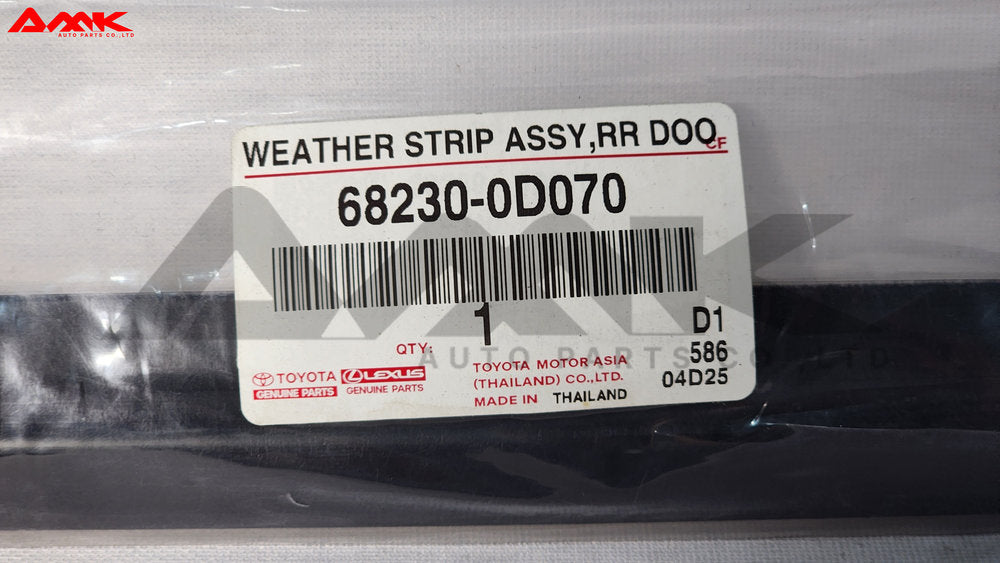 AMK
AUTO PARTS CO.,LTD
WEATHER STRIP ASSY,RR DOO
CF
68230-0D070
1
QTY:
D1
586
04D25
TOYOTA
GENUINE PARTS
LEXUS
GENUINE PARTS
TOYOTA MOTOR ASIA
(THAILAND) CO.,LTD.
MADE IN THAILAND
AMK
AUTO PARTS CO., LTD